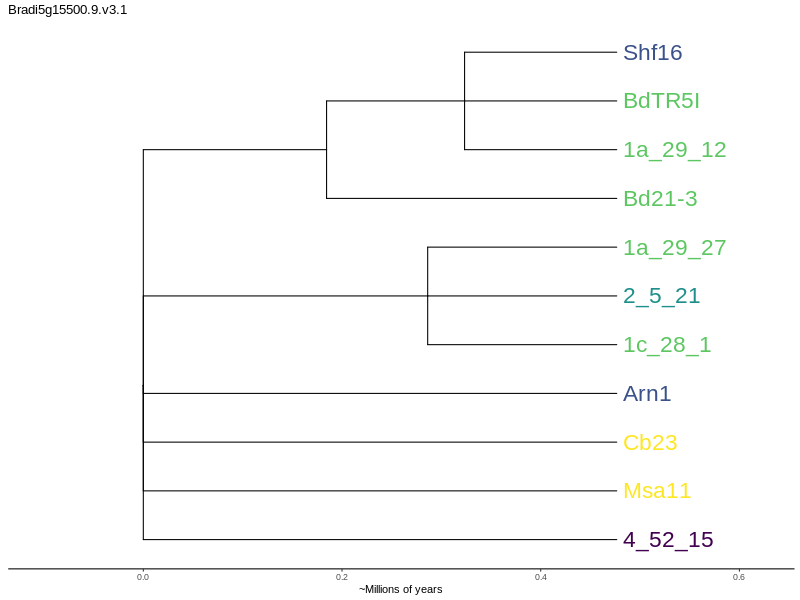 Bradi5g15500.9.v3.1
Shf16
BdTR5I
1a_29_12
Bd21-3
1a_29_27
2_5_21
1c_28_1
Arn1
Cb23
Msa11
4_52_15
0.0 0.2 0.4 0.6
~Millions of years